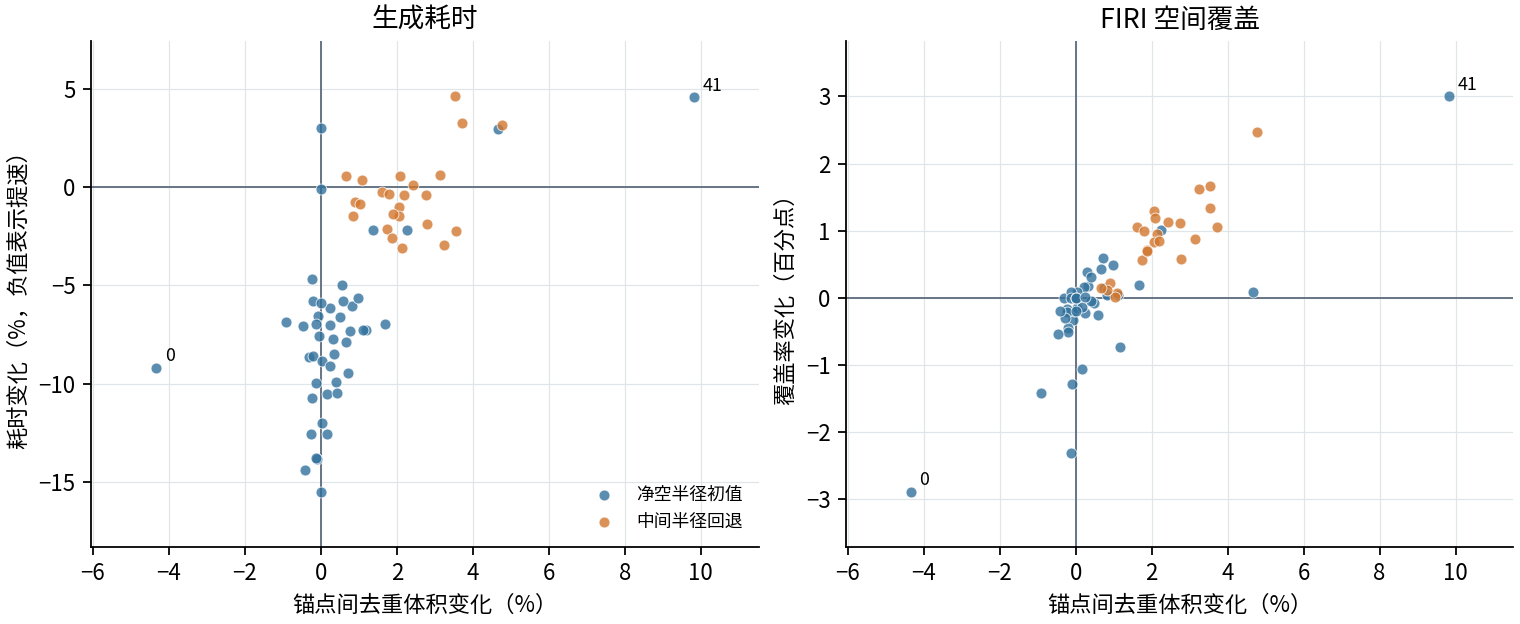 生成耗时
5
0
−5
−10
−15
耗时变化（%，负值表示提速）
41
0
净空半径初值
中间半径回退
−6 −4 −2 0 2 4 6 8 10
锚点间去重体积变化（%）
FIRI 空间覆盖
3
2
1
0
−1
−2
−3
覆盖率变化（百分点）
41
0
−6 −4 −2 0 2 4 6 8 10
锚点间去重体积变化（%）